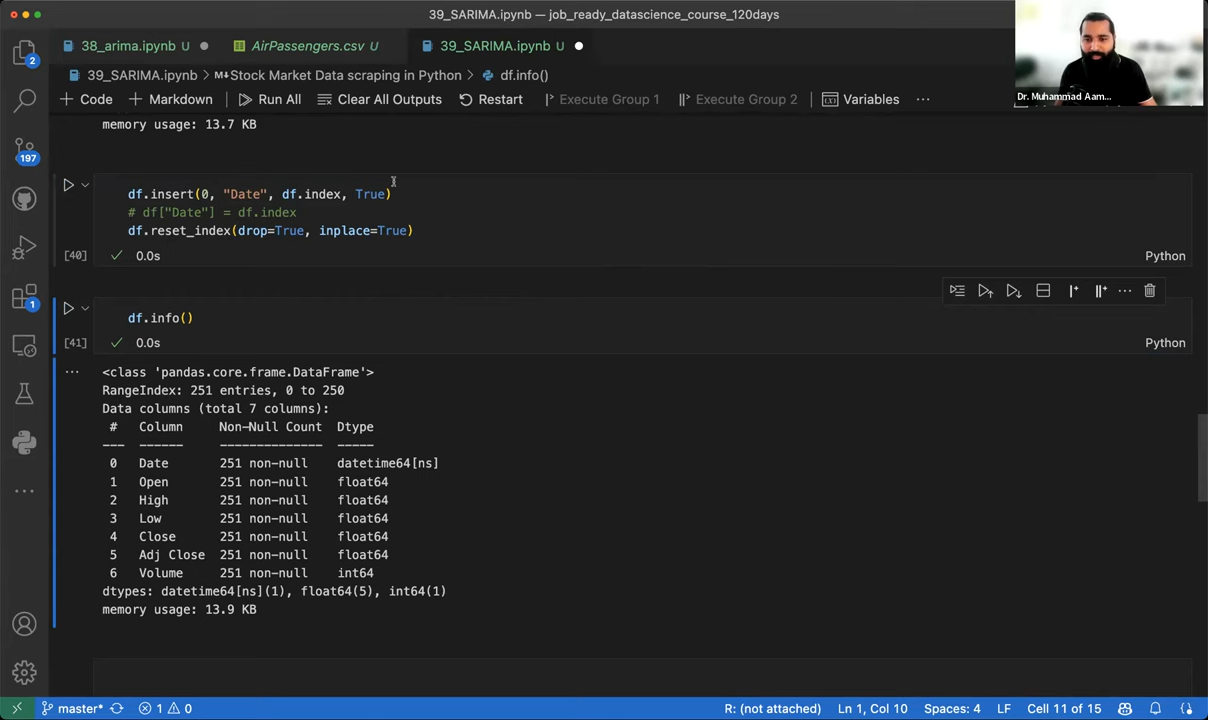 39_SARIMA.ipynb — job_ready_datascience_course_120days
38_arima.ipynb U
AirPassengers.csv U
39_SARIMA.ipynb U
39_SARIMA.ipynb > M↓Stock Market Data scraping in Python > df.info()
+ Code + Markdown Run All Clear All Outputs Restart Execute Group 1 Execute Group 2 Variables ...
Dr. Muhammad Aam...
memory usage: 13.7 KB
df.insert(0, "Date", df.index, True)
# df["Date"] = df.index
df.reset_index(drop=True, inplace=True)
[40] 0.0s Python
df.info()
[41] 0.0s Python
<class 'pandas.core.frame.DataFrame'>
RangeIndex: 251 entries, 0 to 250
Data columns (total 7 columns):
# Column Non-Null Count Dtype
--- ------ -------------- -----
0 Date 251 non-null datetime64[ns]
1 Open 251 non-null float64
2 High 251 non-null float64
3 Low 251 non-null float64
4 Close 251 non-null float64
5 Adj Close 251 non-null float64
6 Volume 251 non-null int64
dtypes: datetime64[ns](1), float64(5), int64(1)
memory usage: 13.9 KB
2
197
1
master* 1 0 R: (not attached) Ln 1, Col 10 Spaces: 4 LF Cell 11 of 15